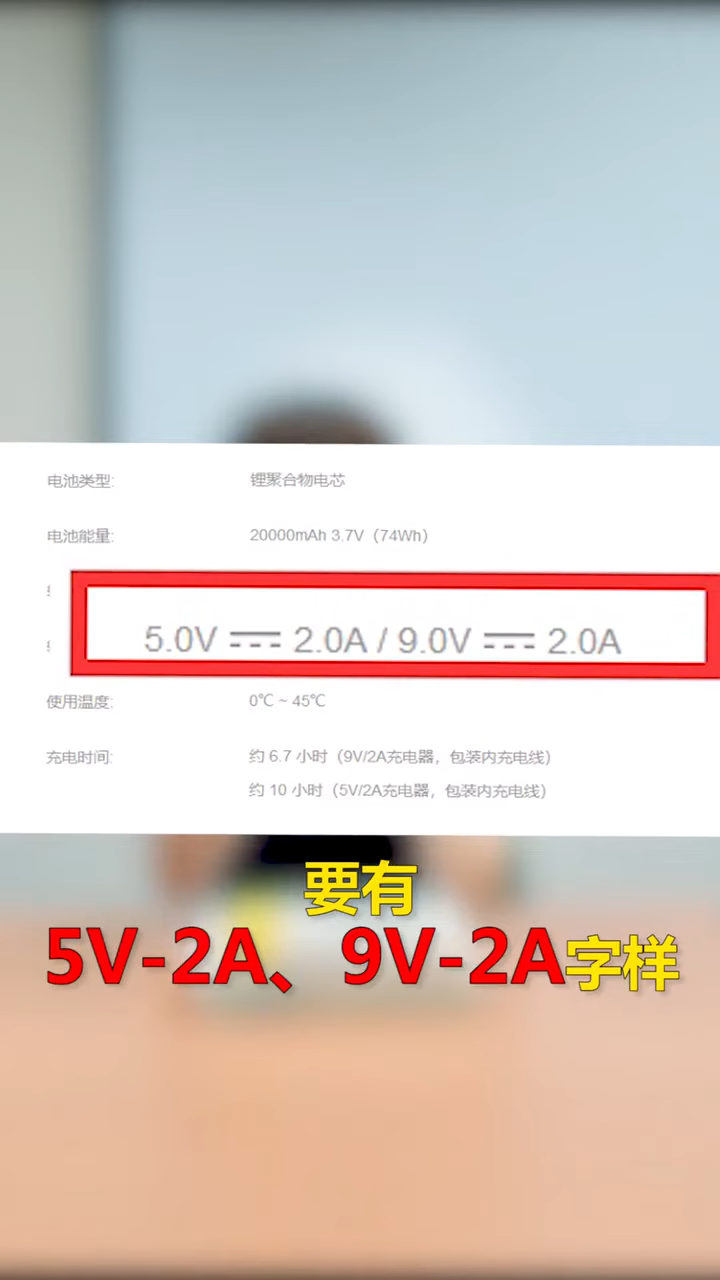 电池类型: 锂聚合物电芯
电池能量: 20000mAh 3.7V（74Wh）
5.0V ⎓ 2.0A / 9.0V ⎓ 2.0A
使用温度: 0℃ ~ 45℃
充电时间: 约 6.7 小时（9V/2A充电器，包装内充电线）
约 10 小时（5V/2A充电器，包装内充电线）
要有
5V-2A、9V-2A字样